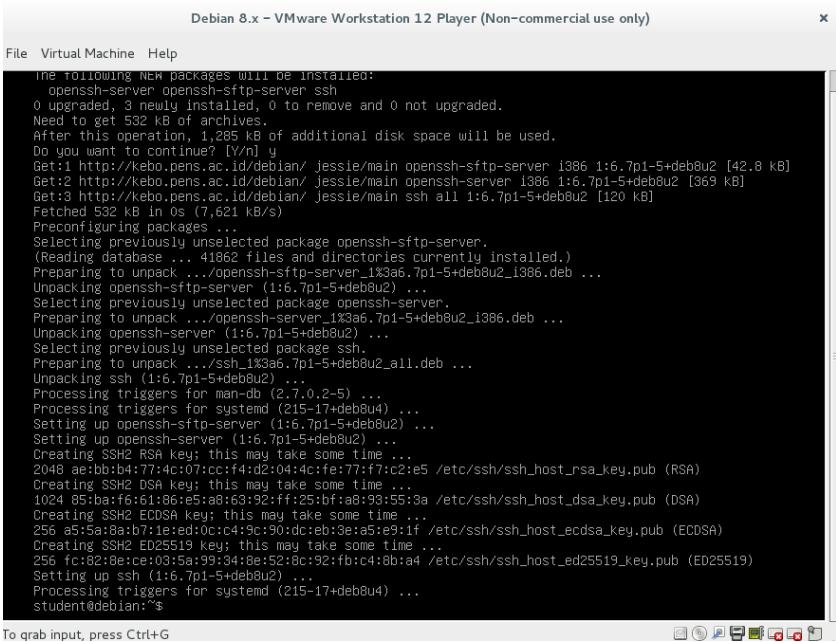 Debian 8.x – VMware Workstation 12 Player (Non-commercial use only) ×
File Virtual Machine Help
The following NEW packages will be installed:
openssh-server openssh-sftp-server ssh
0 upgraded, 3 newly installed, 0 to remove and 0 not upgraded.
Need to get 532 kB of archives.
After this operation, 1,285 kB of additional disk space will be used.
Do you want to continue? [Y/n] y
Get:1 http://kebo.pens.ac.id/debian/ jessie/main openssh-sftp-server i386 1:6.7p1-5+deb8u2 [42.8 kB]
Get:2 http://kebo.pens.ac.id/debian/ jessie/main openssh-server i386 1:6.7p1-5+deb8u2 [369 kB]
Get:3 http://kebo.pens.ac.id/debian/ jessie/main ssh all 1:6.7p1-5+deb8u2 [120 kB]
Fetched 532 kB in 0s (7,621 kB/s)
Preconfiguring packages ...
Selecting previously unselected package openssh-sftp-server.
(Reading database ... 41862 files and directories currently installed.)
Preparing to unpack .../openssh-sftp-server_1%3a6.7p1-5+deb8u2_i386.deb ...
Unpacking openssh-sftp-server (1:6.7p1-5+deb8u2) ...
Selecting previously unselected package openssh-server.
Preparing to unpack .../openssh-server_1%3a6.7p1-5+deb8u2_i386.deb ...
Unpacking openssh-server (1:6.7p1-5+deb8u2) ...
Selecting previously unselected package ssh.
Preparing to unpack .../ssh_1%3a6.7p1-5+deb8u2_all.deb ...
Unpacking ssh (1:6.7p1-5+deb8u2) ...
Processing triggers for man-db (2.7.0.2-5) ...
Processing triggers for systemd (215-17+deb8u4) ...
Setting up openssh-sftp-server (1:6.7p1-5+deb8u2) ...
Setting up openssh-server (1:6.7p1-5+deb8u2) ...
Creating SSH2 RSA key; this may take some time ...
2048 ae:bb:b4:77:4c:07:cc:f4:d2:04:4c:fe:77:f7:c2:e5 /etc/ssh/ssh_host_rsa_key.pub (RSA)
Creating SSH2 DSA key; this may take some time ...
1024 85:ba:f6:61:86:e5:a8:63:92:ff:25:bf:a8:93:55:3a /etc/ssh/ssh_host_dsa_key.pub (DSA)
Creating SSH2 ECDSA key; this may take some time ...
256 a5:5a:8a:b7:1e:ed:0c:c4:9c:90:dc:eb:3e:a5:e9:1f /etc/ssh/ssh_host_ecdsa_key.pub (ECDSA)
Creating SSH2 ED25519 key; this may take some time ...
256 fc:82:8e:ce:03:5a:99:34:8e:52:8c:92:fb:c4:8b:a4 /etc/ssh/ssh_host_ed25519_key.pub (ED25519)
Setting up ssh (1:6.7p1-5+deb8u2) ...
Processing triggers for systemd (215-17+deb8u4) ...
student@debian:~$
To grab input, press Ctrl+G